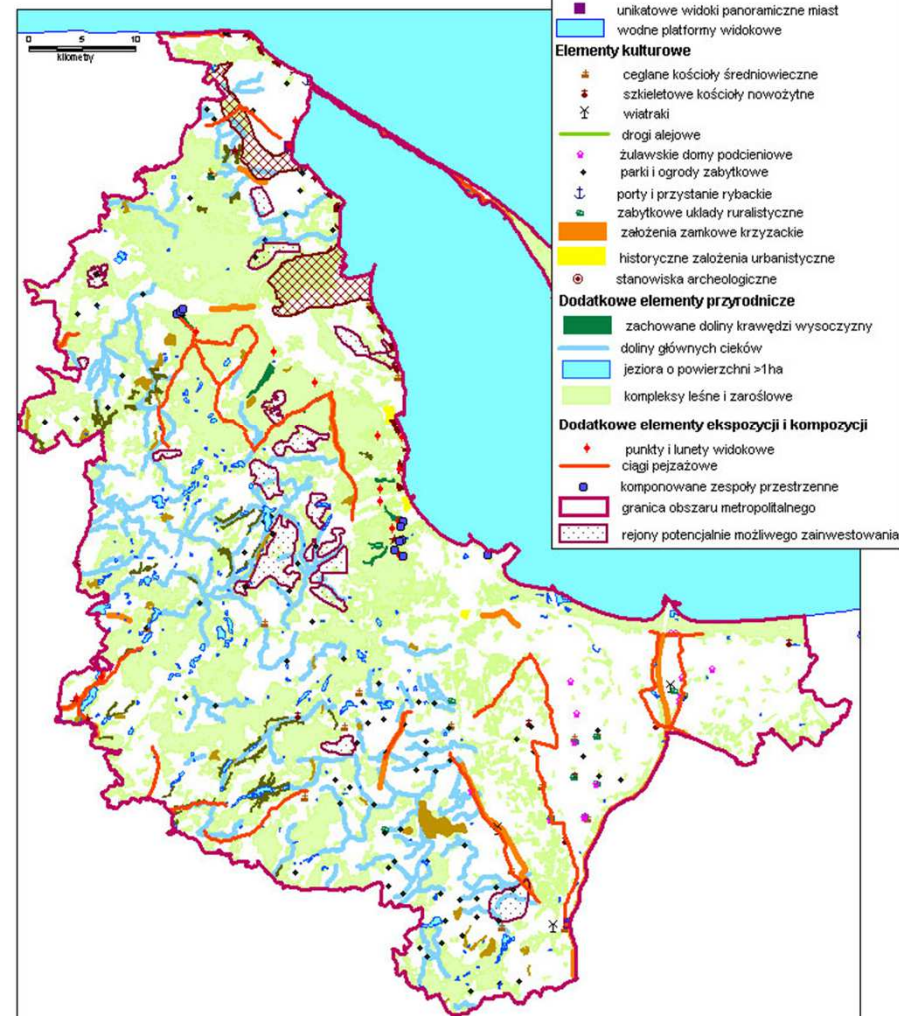 0 5 10
kilometry
unikatowe widoki panoramiczne miast
wodne platformy widokowe
Elementy kulturowe
ceglane kościoły średniowieczne
szkieletowe kościoły nowożytne
wiatraki
drogi alejowe
żuławskie domy podcieniowe
parki i ogrody zabytkowe
porty i przystanie rybackie
zabytkowe układy ruralistyczne
założenia zamkowe krzyzackie
historyczne założenia urbanistyczne
stanowiska archeologiczne
Dodatkowe elementy przyrodnicze
zachowane doliny krawędzi wysoczyzny
doliny głównych cieków
jeziora o powierzchni >1ha
kompleksy leśne i zaroślowe
Dodatkowe elementy ekspozycji i kompozycji
punkty i lunety widokowe
ciągi pejzażowe
komponowane zespoły przestrzenne
granica obszaru metropolitalnego
rejony potencjalnie możliwego zainwestowania